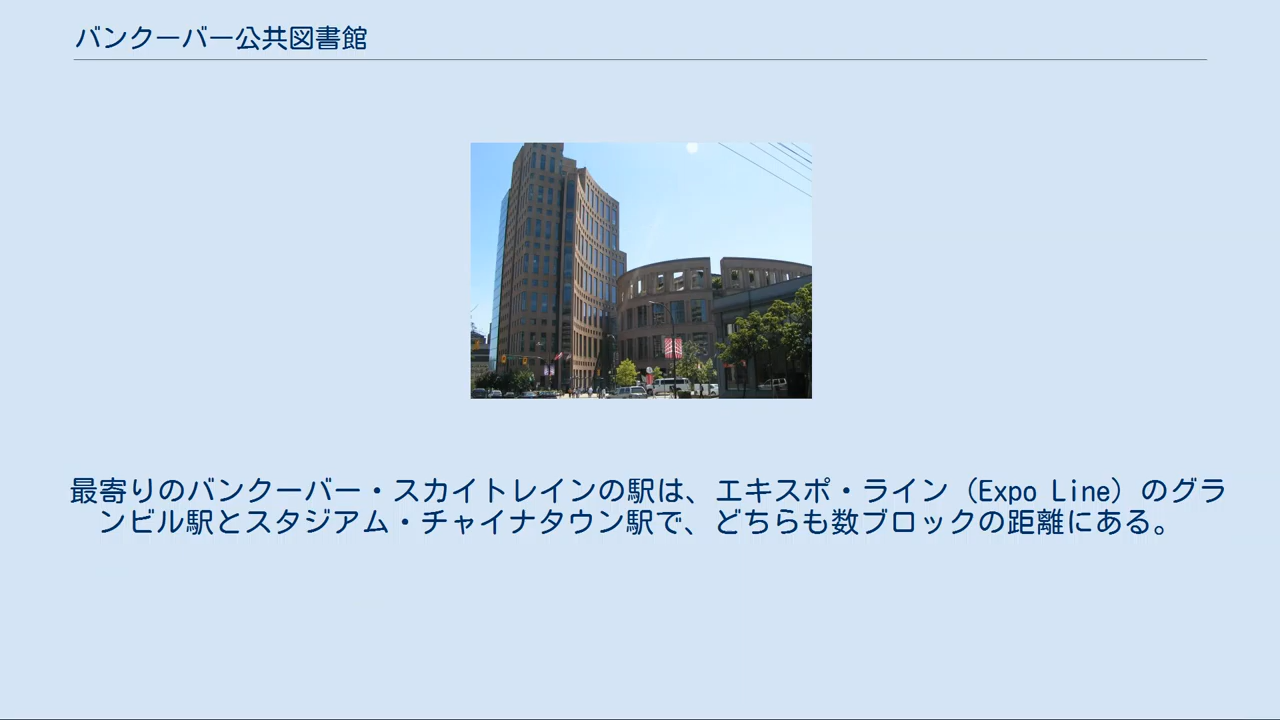 バンクーバー公共図書館
最寄りのバンクーバー・スカイトレインの駅は、エキスポ・ライン（Expo Line）のグラ
ンビル駅とスタジアム・チャイナタウン駅で、どちらも数ブロックの距離にある。